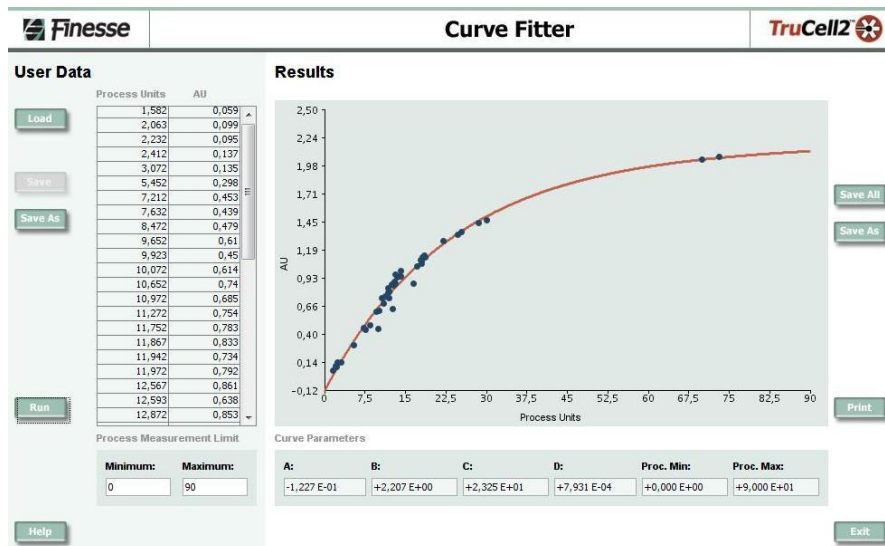 Finesse
Curve Fitter
TruCell2™
User Data
Results
Process Units AU
Load
Save
Save As
1,582 0,059
2,063 0,099
2,232 0,095
2,412 0,137
3,072 0,135
5,452 0,298
7,212 0,453
7,632 0,439
8,472 0,479
9,652 0,61
9,923 0,45
10,072 0,614
10,652 0,74
10,972 0,685
11,272 0,754
11,752 0,783
11,867 0,833
11,942 0,734
11,972 0,792
12,567 0,861
12,593 0,638
12,872 0,853
Run
2,50
2,24
1,98
1,71
1,45
1,19
0,93
0,66
0,40
0,14
-0,12
AU
0 7,5 15 22,5 30 37,5 45 52,5 60 67,5 75 82,5 90
Process Units
Save All
Save As
Print
Process Measurement Limit
Minimum: Maximum:
0 90
Curve Parameters
A: B: C: D: Proc. Min: Proc. Max:
-1,227 E-01 +2,207 E+00 +2,325 E+01 +7,931 E-04 +0,000 E+00 +9,000 E+01
Help
Exit